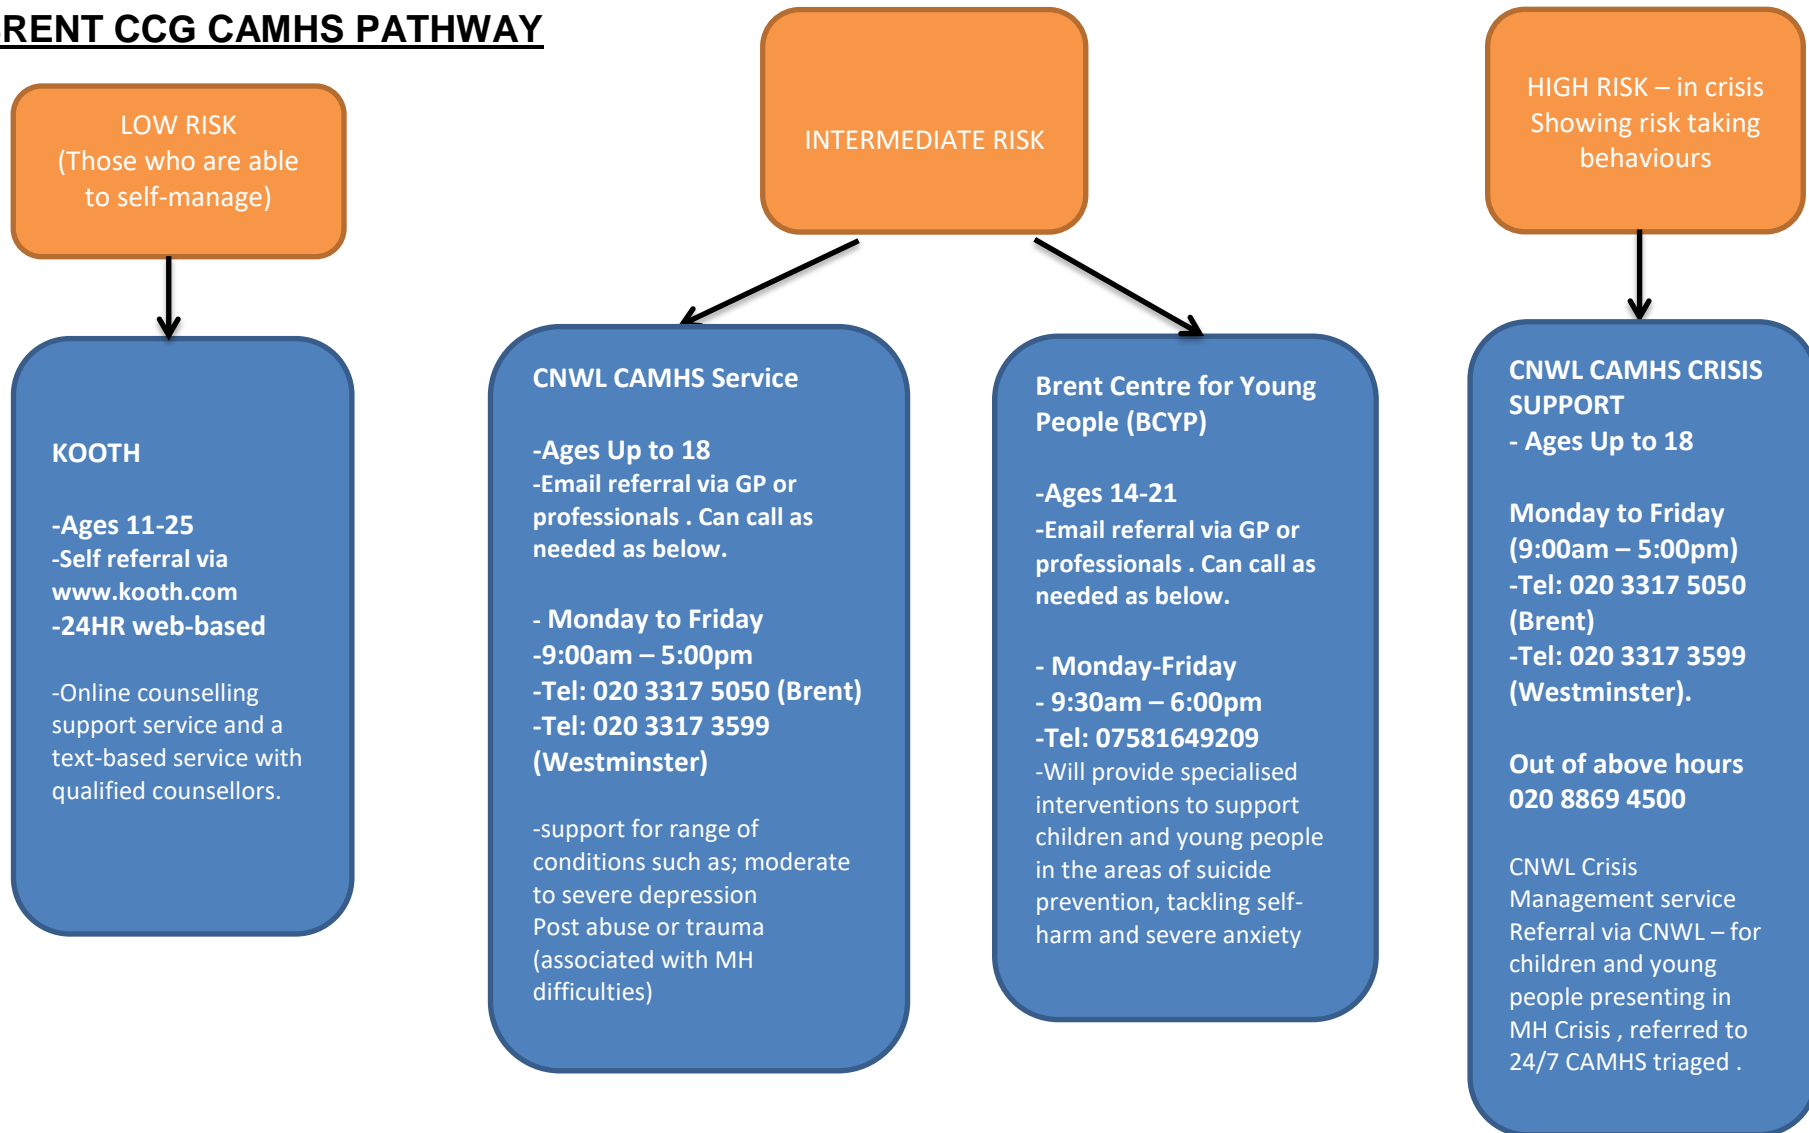 RENT CCG CAMHS PATHWAY
LOW RISK
(Those who are able
to self-manage)
INTERMEDIATE RISK
HIGH RISK – in crisis
Showing risk taking
behaviours
KOOTH
-Ages 11-25
-Self referral via
www.kooth.com
-24HR web-based
-Online counselling
support service and a
text-based service with
qualified counsellors.
CNWL CAMHS Service
-Ages Up to 18
-Email referral via GP or
professionals . Can call as
needed as below.
- Monday to Friday
-9:00am – 5:00pm
-Tel: 020 3317 5050 (Brent)
-Tel: 020 3317 3599
(Westminster)
-support for range of
conditions such as; moderate
to severe depression
Post abuse or trauma
(associated with MH
difficulties)
Brent Centre for Young
People (BCYP)
-Ages 14-21
-Email referral via GP or
professionals . Can call as
needed as below.
- Monday-Friday
- 9:30am – 6:00pm
-Tel: 07581649209
-Will provide specialised
interventions to support
children and young people
in the areas of suicide
prevention, tackling self-
harm and severe anxiety
CNWL CAMHS CRISIS
SUPPORT
- Ages Up to 18
Monday to Friday
(9:00am – 5:00pm)
-Tel: 020 3317 5050
(Brent)
-Tel: 020 3317 3599
(Westminster).
Out of above hours
020 8869 4500
CNWL Crisis
Management service
Referral via CNWL – for
children and young
people presenting in
MH Crisis , referred to
24/7 CAMHS triaged .